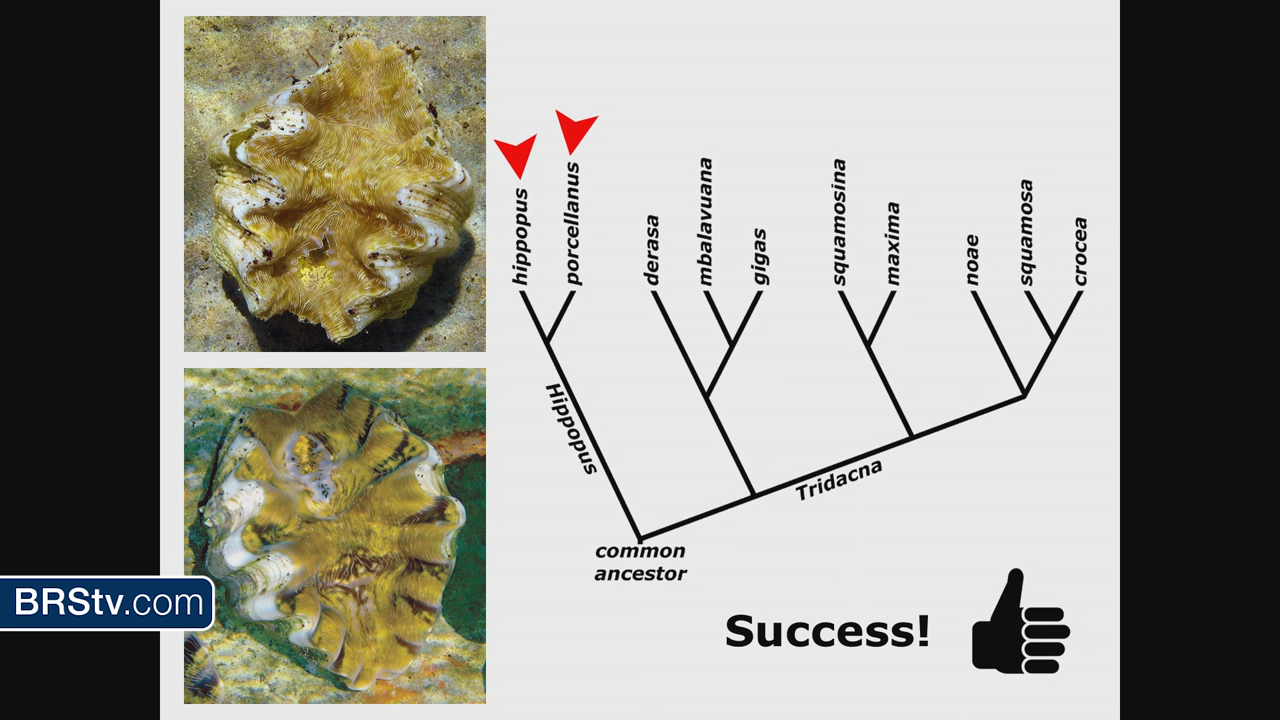 hippopus
porcellanus
derasa
mbalavuana
gigas
squamosina
maxima
noae
squamosa
crocea
Hippopus
Tridacna
common
ancestor
BRStv.com
Success!